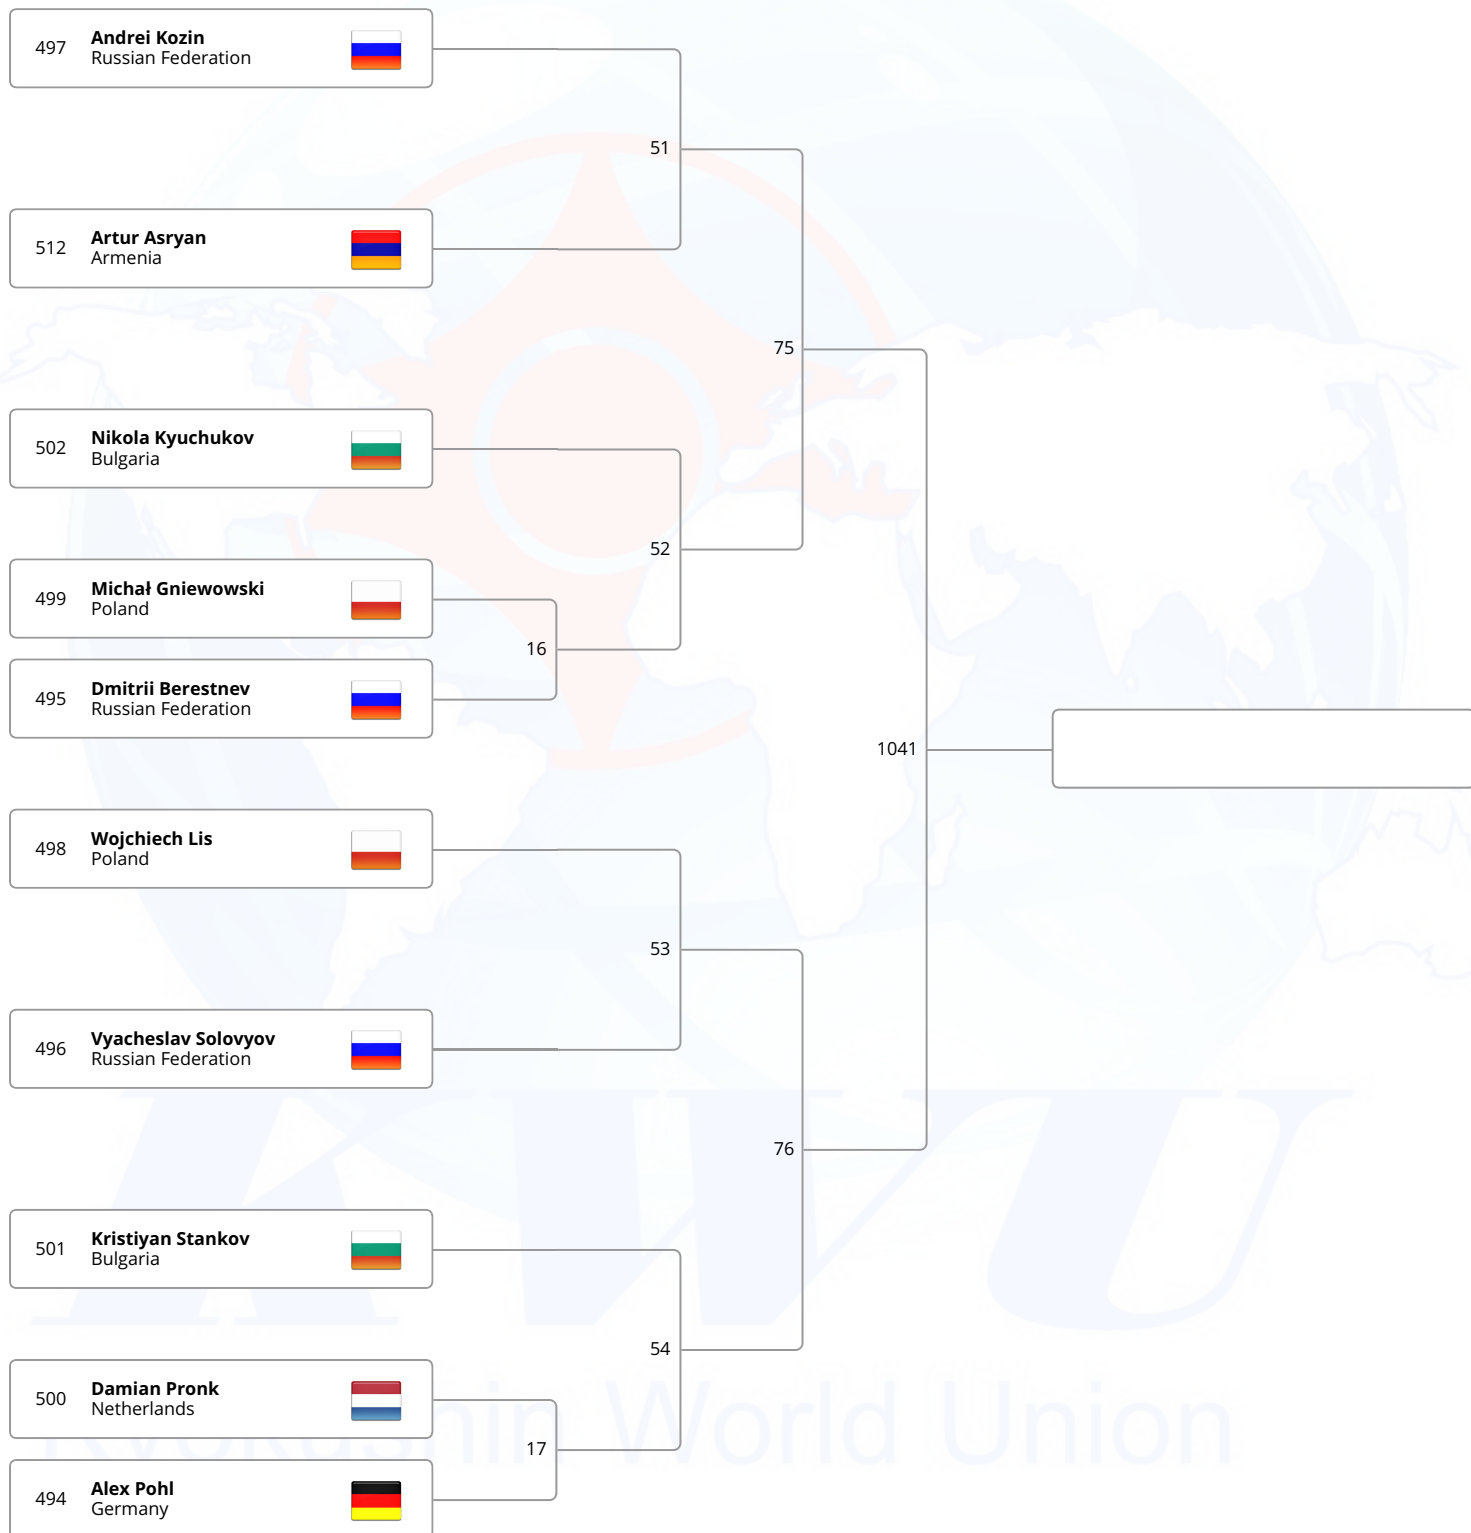 497
Andrei Kozin
Russian Federation
51
512
Artur Asryan
Armenia
75
502
Nikola Kyuchukov
Bulgaria
52
499
Michał Gniewowski
Poland
16
495
Dmitrii Berestnev
Russian Federation
1041
498
Wojchiech Lis
Poland
53
496
Vyacheslav Solovyov
Russian Federation
KWU
76
501
Kristiyan Stankov
Bulgaria
54
500
Damian Pronk
Netherlands
Kyokushin World Union
17
494
Alex Pohl
Germany